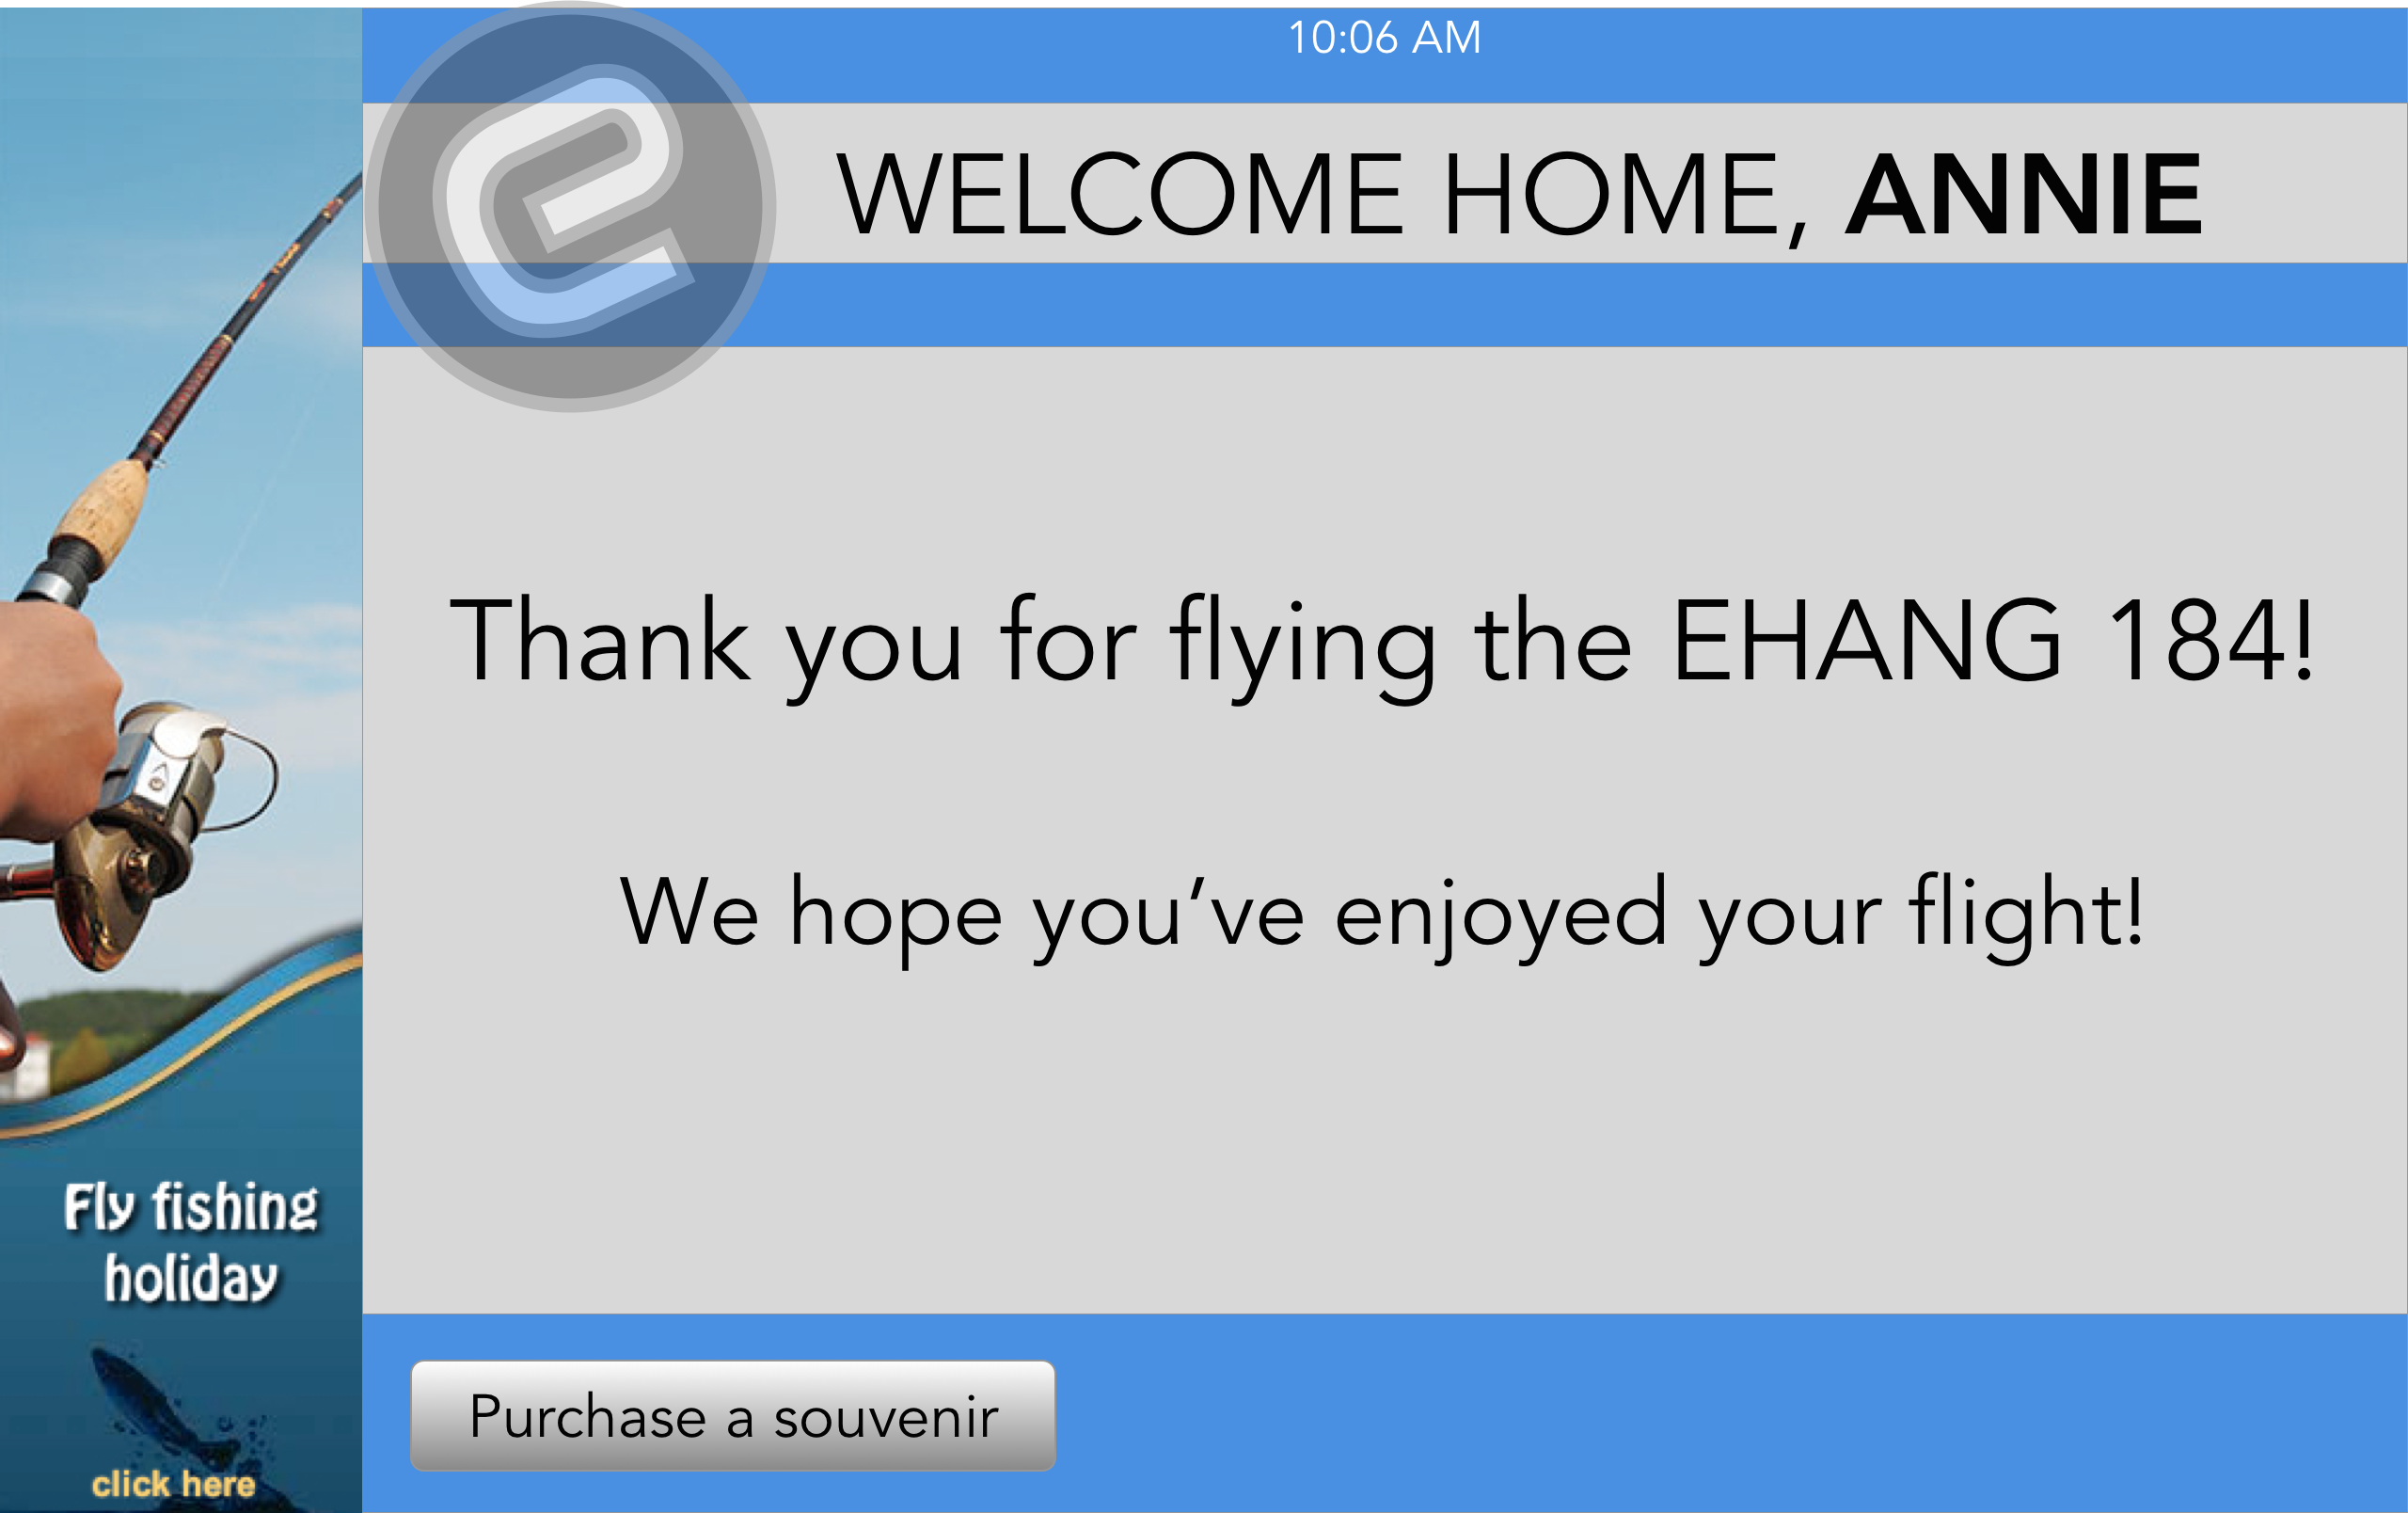 10:06 AM
WELCOME HOME, ANNIE
Thank you for flying the EHANG 184!
We hope you’ve enjoyed your flight!
Purchase a souvenir
Fly fishing
holiday
click here